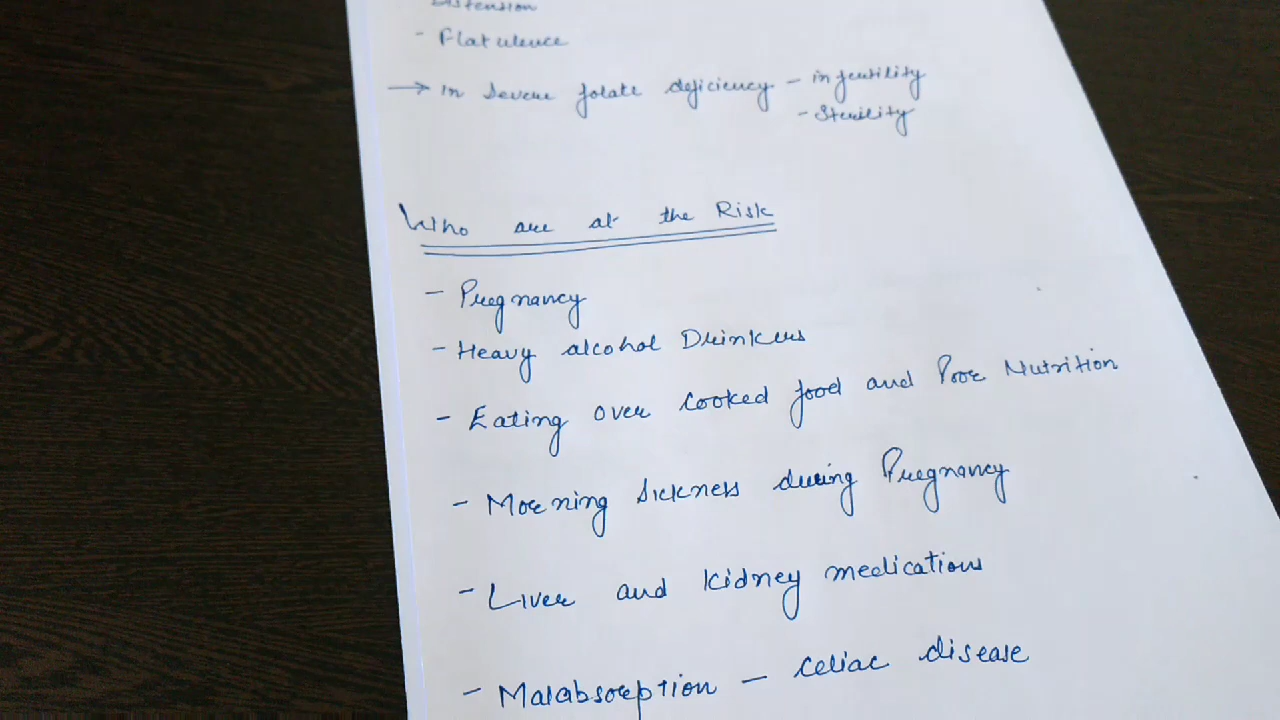 Distension
- Flatulence
→ In severe folate deficiency - infertility
- Sterility
Who are at the Risk
- Pregnancy
- Heavy alcohol Drinkers
- Eating over cooked food and Poor Nutrition
- Morning Sickness during Pregnancy
- Liver and kidney medications
- Malabsorption - celiac disease